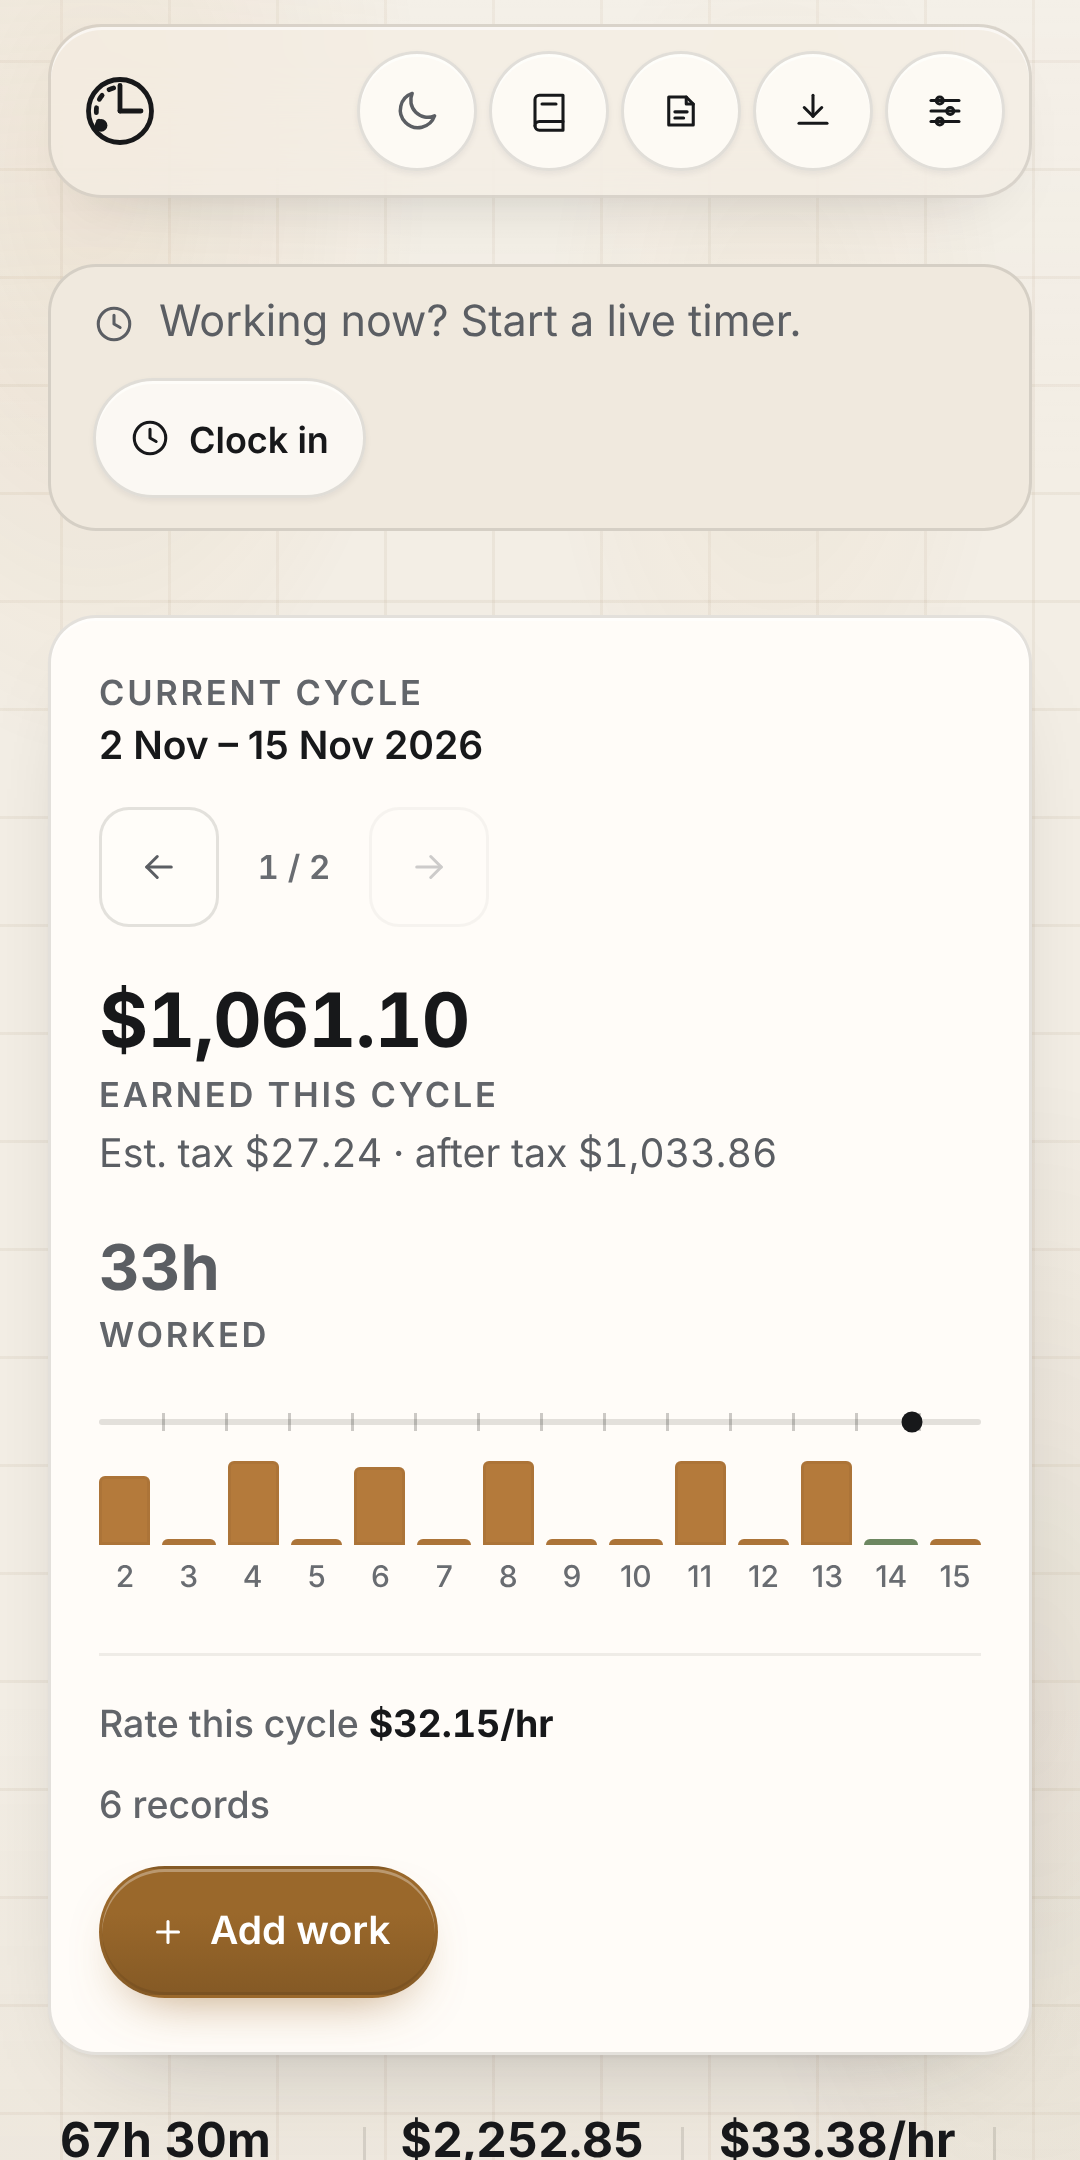 Working now? Start a live timer.
Clock in
CURRENT CYCLE
2 Nov – 15 Nov 2026
1 / 2
$1,061.10
EARNED THIS CYCLE
Est. tax $27.24 · after tax $1,033.86
33h
WORKED
2 3 4 5 6 7 8 9 10 11 12 13 14 15
Rate this cycle $32.15/hr
6 records
Add work
67h 30m $2,252.85 $33.38/hr